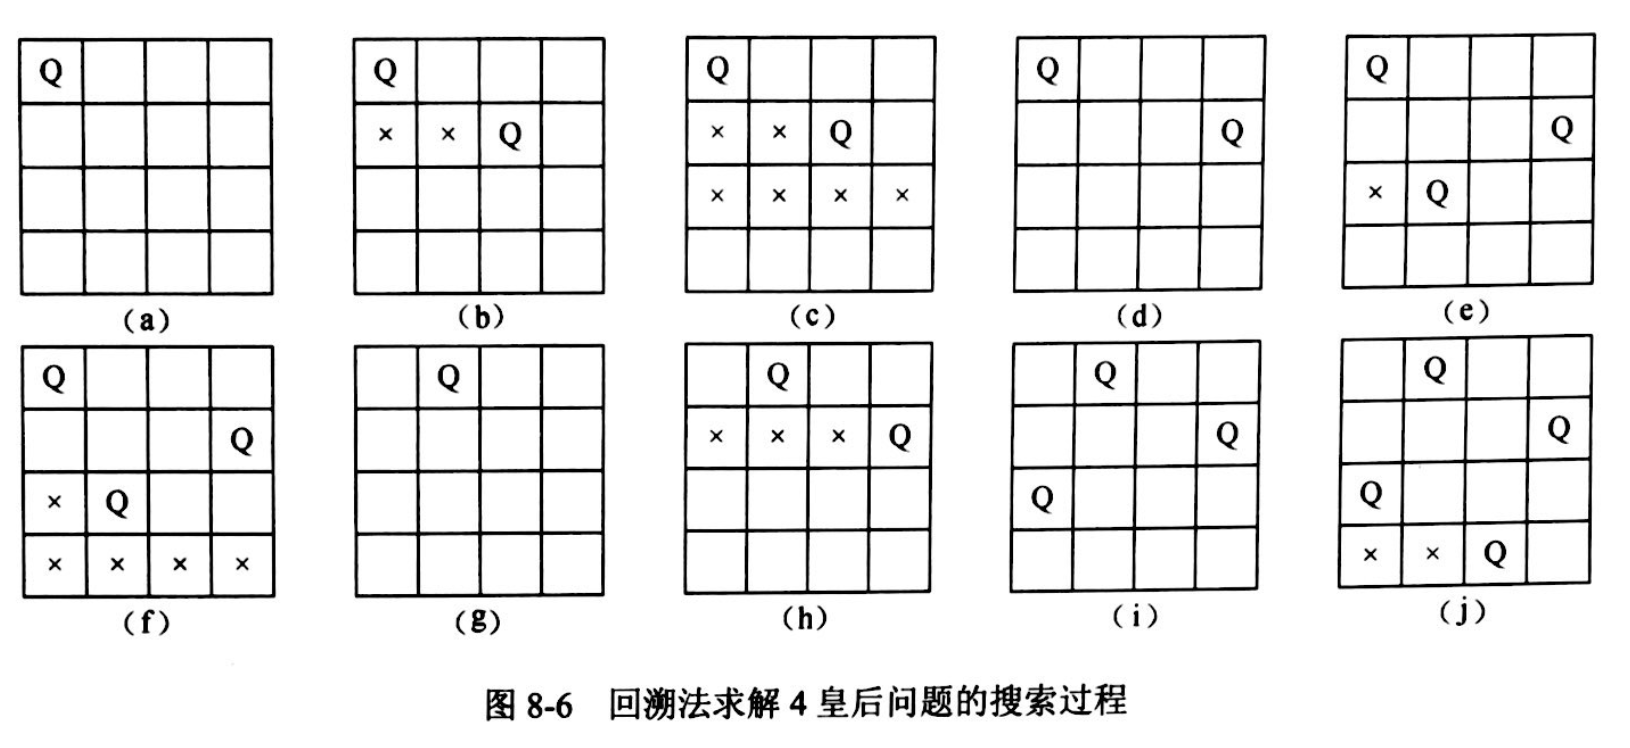 Q Q Q Q Q
× × Q × × Q Q Q
× × × × × Q
(a) (b) (c) (d) (e)
Q Q Q Q Q
Q × × × Q Q Q
× Q Q Q
× × × × × × Q
(f) (g) (h) (i) (j)
图 8-6 回溯法求解 4 皇后问题的搜索过程